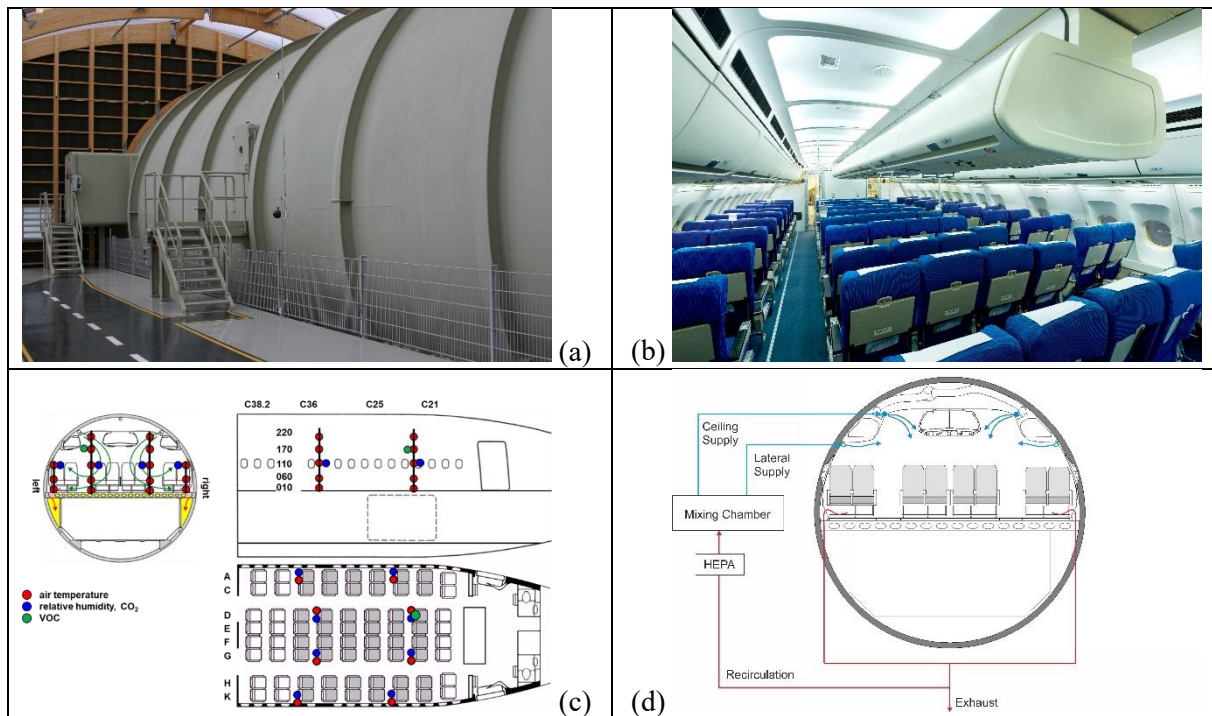 (a)
(b)
C38.2 C36 C25 C21
220
170
110
060
010
left
right
air temperature
relative humidity, CO₂
VOC
A
C
D
E
F
G
H
K
(c)
Ceiling
Supply
Lateral
Supply
Mixing Chamber
HEPA
Recirculation
Exhaust
(d)